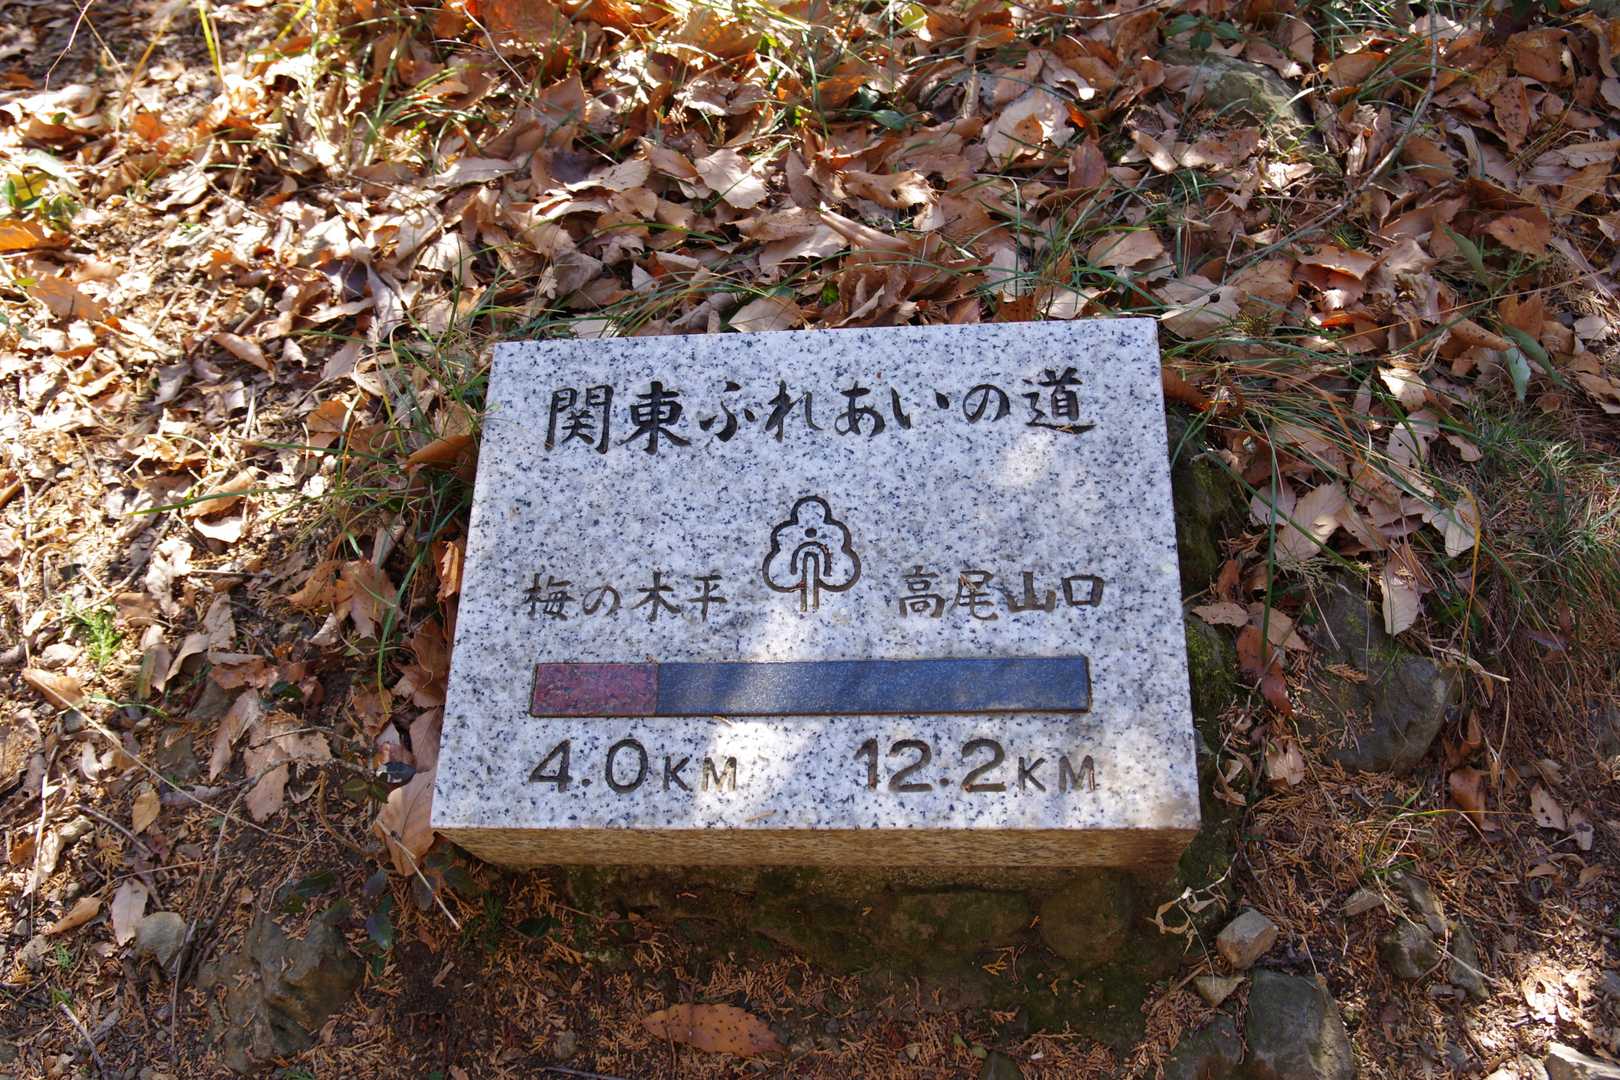 関東ふれあいの道
梅の木平 高尾山口
4.0KM 12.2KM